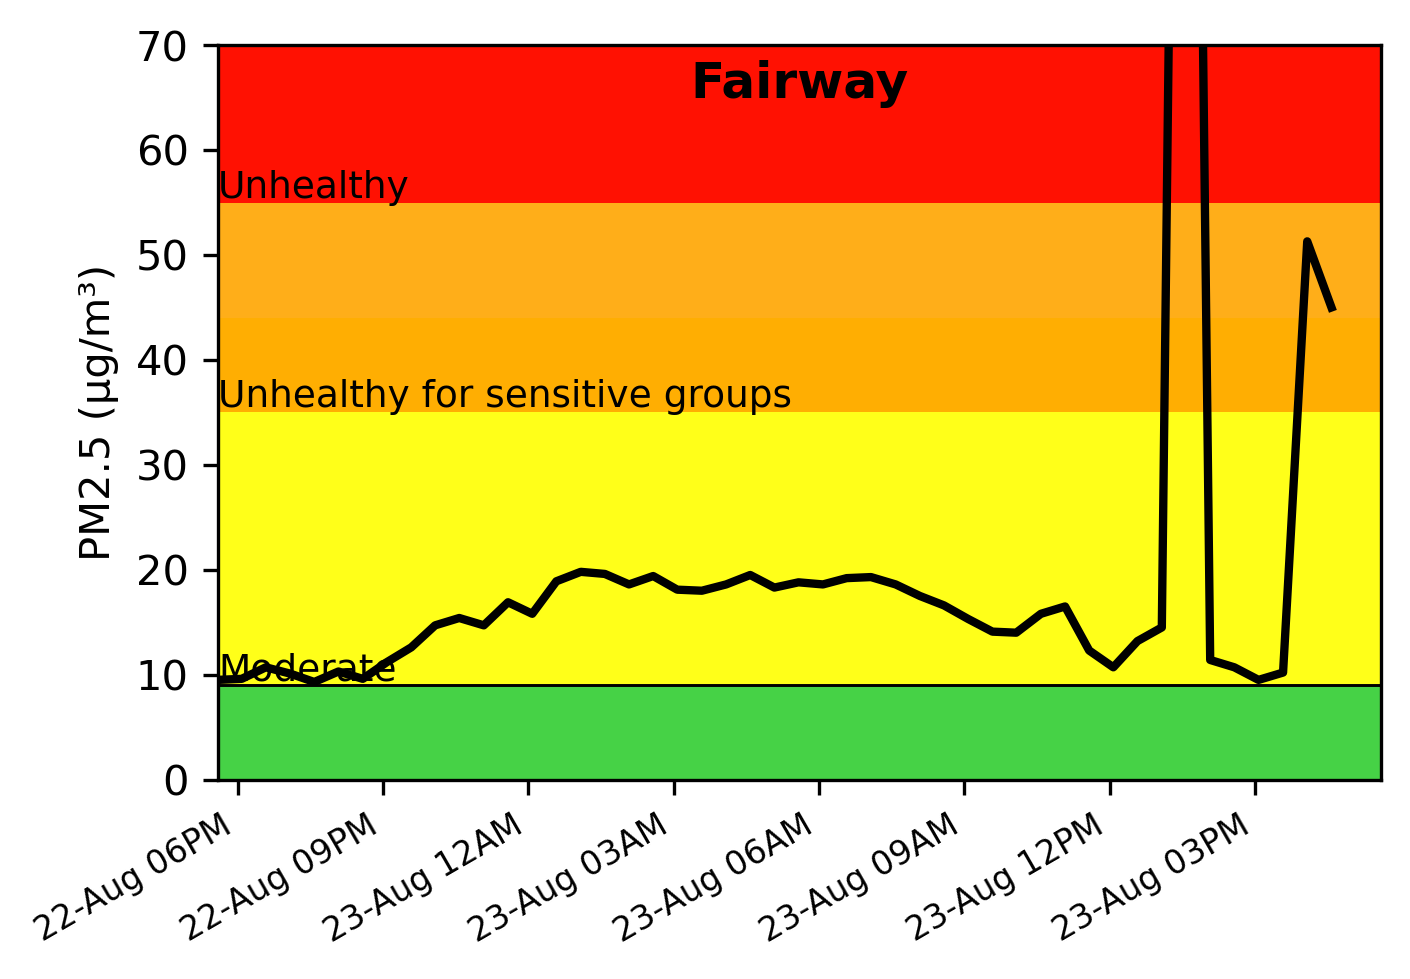 Fairway
70
60
Unhealthy
50
40
Unhealthy for sensitive groups
30
20
10
Moderate
0
PM2.5 (µg/m³)
22-Aug 06PM
22-Aug 09PM
23-Aug 12AM
23-Aug 03AM
23-Aug 06AM
23-Aug 09AM
23-Aug 12PM
23-Aug 03PM